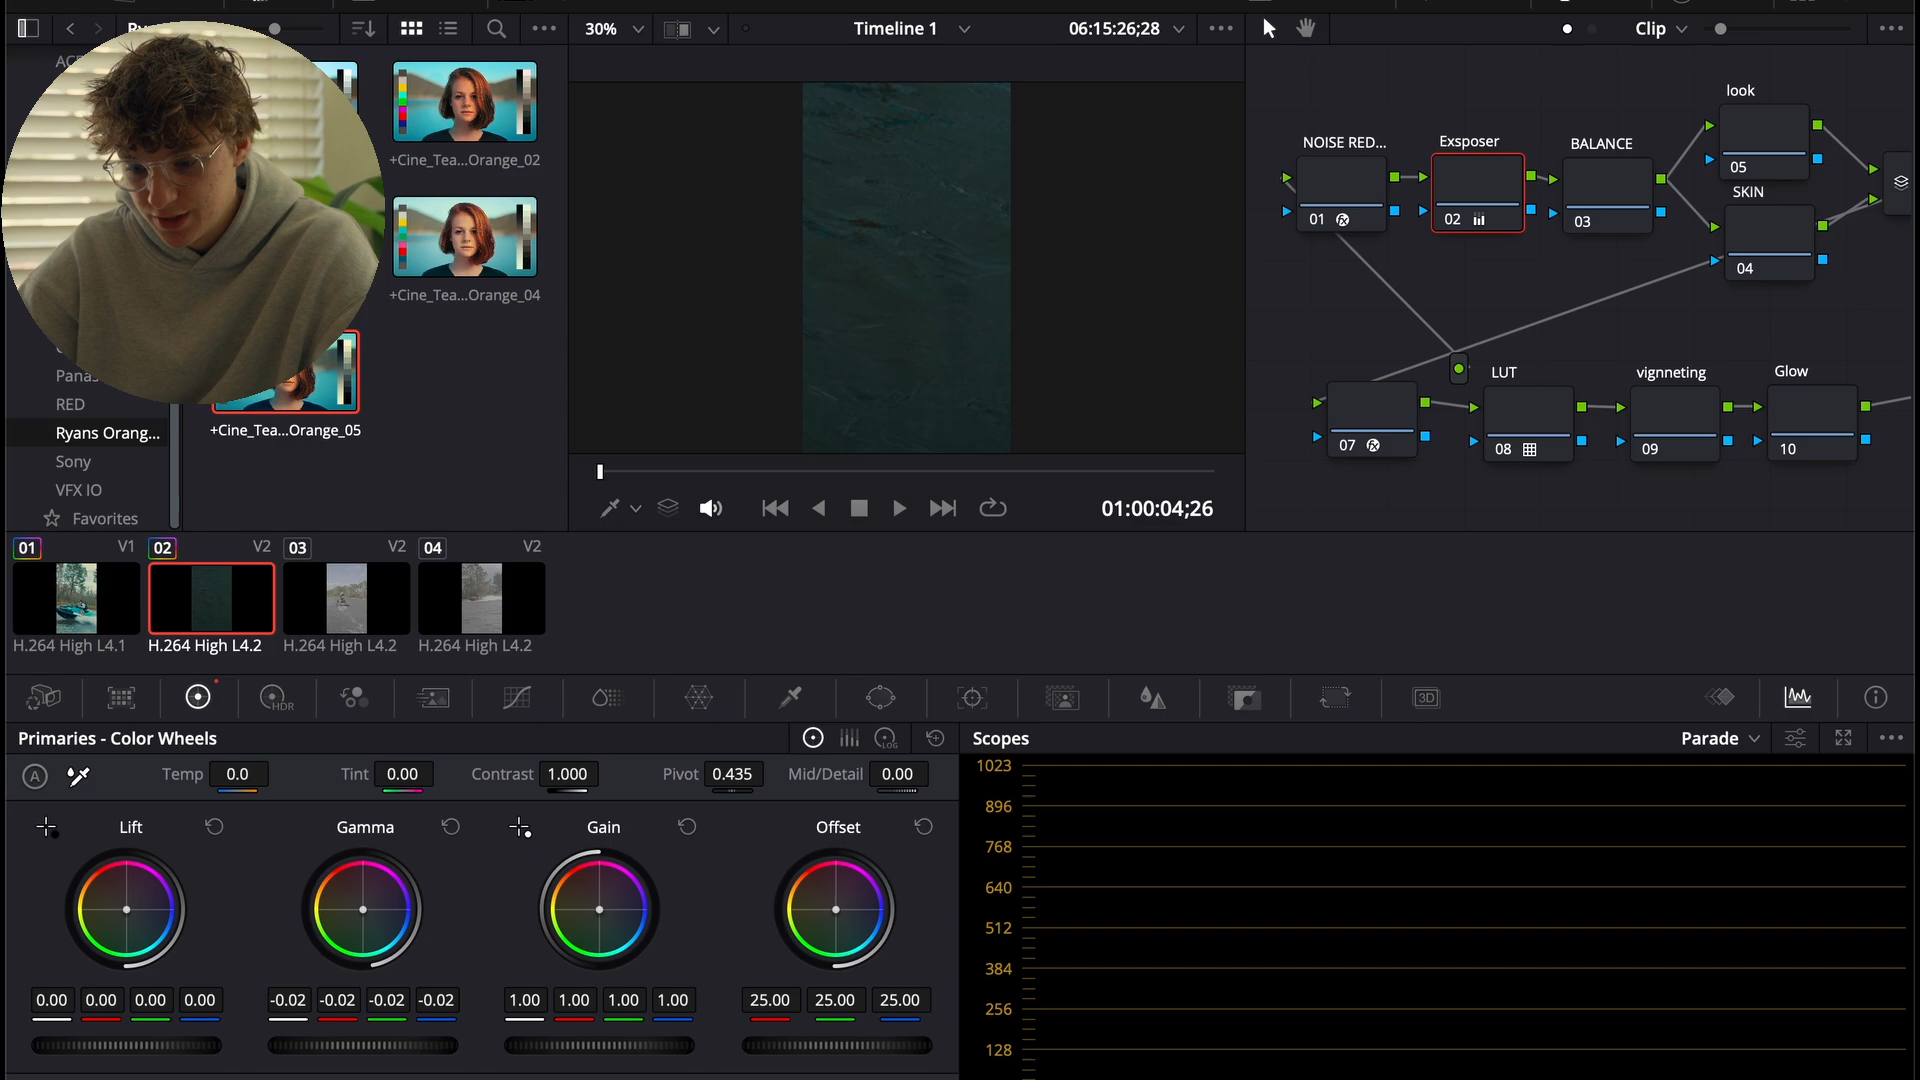 30%
Timeline 1
06:15:26;28
Clip
+Cine_Tea...Orange_02
+Cine_Tea...Orange_04
+Cine_Tea...Orange_05
RED
Ryans Orang...
Sony
VFX IO
Favorites
look
NOISE RED...
Exsposer
BALANCE
05
SKIN
01
02
03
04
LUT
vignneting
Glow
07
08
09
10
01:00:04;26
01 V1
02 V2
03 V2
04 V2
H.264 High L4.1
H.264 High L4.2
H.264 High L4.2
H.264 High L4.2
HDR
3D
Primaries - Color Wheels
LOG
Scopes
Parade
A
Temp 0.0
Tint 0.00
Contrast 1.000
Pivot 0.435
Mid/Detail 0.00
Lift
Gamma
Gain
Offset
0.00 0.00 0.00 0.00
-0.02 -0.02 -0.02 -0.02
1.00 1.00 1.00 1.00
25.00 25.00 25.00
1023
896
768
640
512
384
256
128